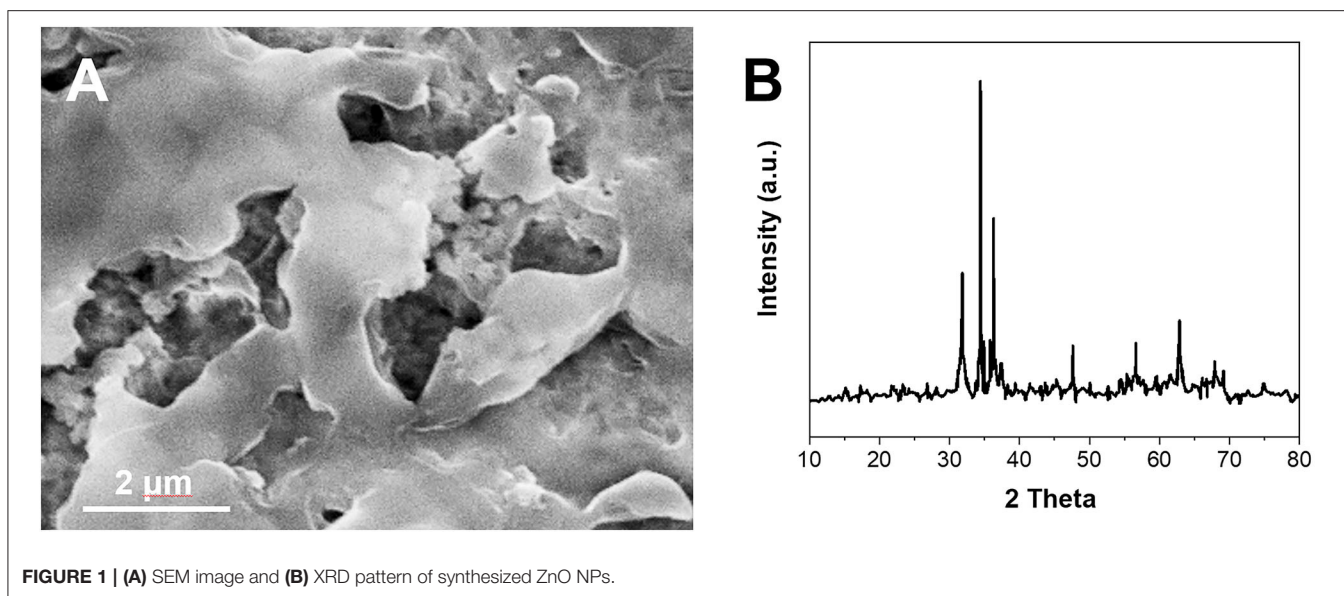 A
2 μm
B
Intensity (a.u.)
10 20 30 40 50 60 70 80
2 Theta
FIGURE 1 | (A) SEM image and (B) XRD pattern of synthesized ZnO NPs.